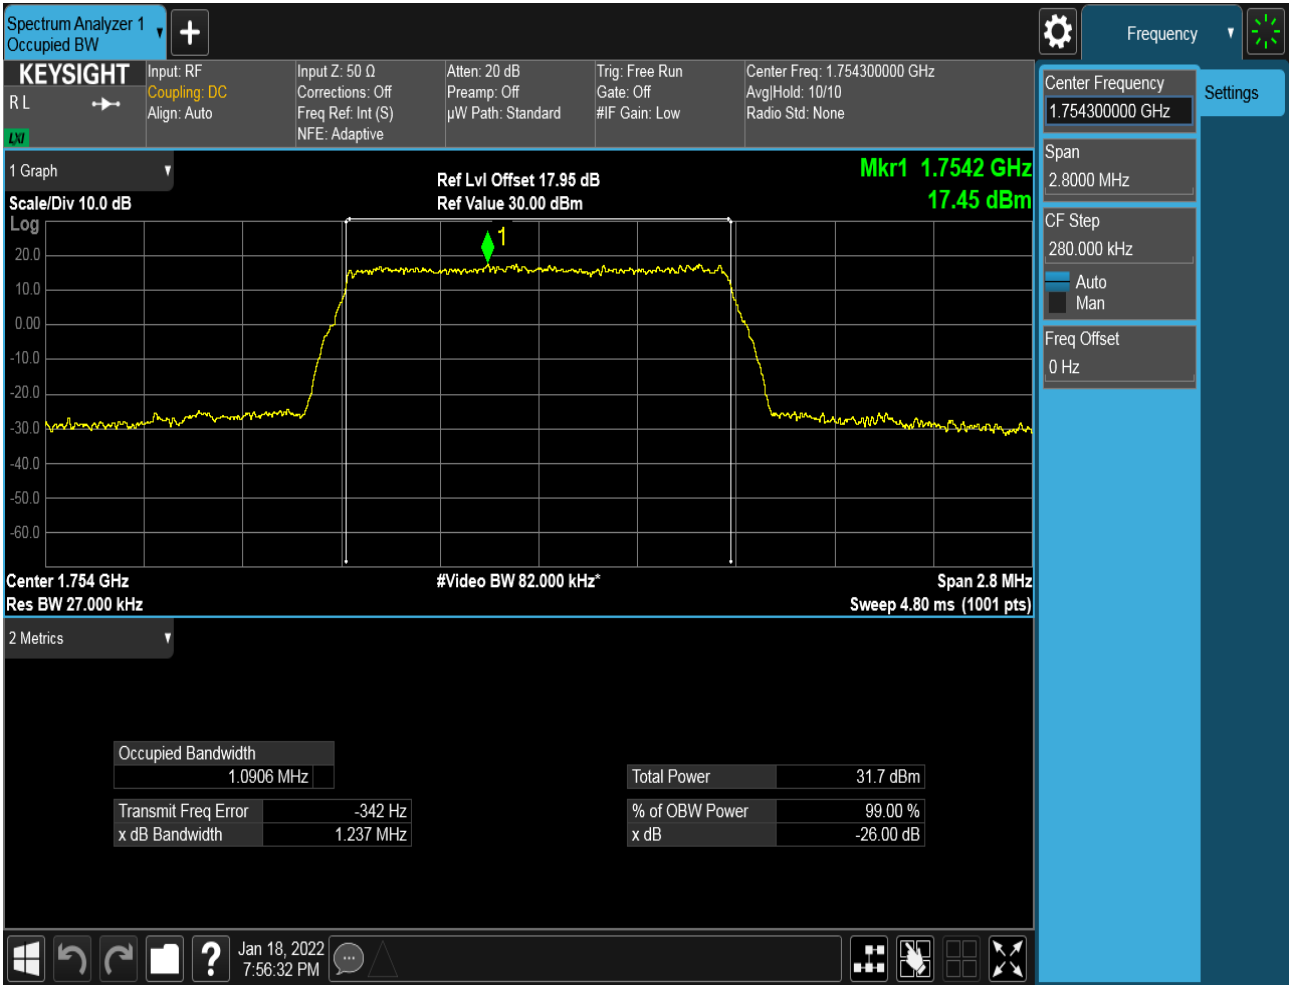 Spectrum Analyzer 1
Occupied BW
Frequency
KEYSIGHT
R L
LXI
Input: RF
Coupling: DC
Align: Auto
Input Z: 50 Ω
Corrections: Off
Freq Ref: Int (S)
NFE: Adaptive
Atten: 20 dB
Preamp: Off
µW Path: Standard
Trig: Free Run
Gate: Off
#IF Gain: Low
Center Freq: 1.754300000 GHz
Avg|Hold: 10/10
Radio Std: None
Center Frequency
1.754300000 GHz
Settings
Span
2.8000 MHz
CF Step
280.000 kHz
Auto
Man
Freq Offset
0 Hz
1 Graph
Ref Lvl Offset 17.95 dB
Mkr1 1.7542 GHz
Scale/Div 10.0 dB
Ref Value 30.00 dBm
17.45 dBm
Log
1
20.0
10.0
0.00
-10.0
-20.0
-30.0
-40.0
-50.0
-60.0
Center 1.754 GHz
#Video BW 82.000 kHz*
Span 2.8 MHz
Res BW 27.000 kHz
Sweep 4.80 ms (1001 pts)
2 Metrics
Occupied Bandwidth
1.0906 MHz
Total Power 31.7 dBm
Transmit Freq Error -342 Hz
% of OBW Power 99.00 %
x dB Bandwidth 1.237 MHz
x dB -26.00 dB
?
Jan 18, 2022
7:56:32 PM